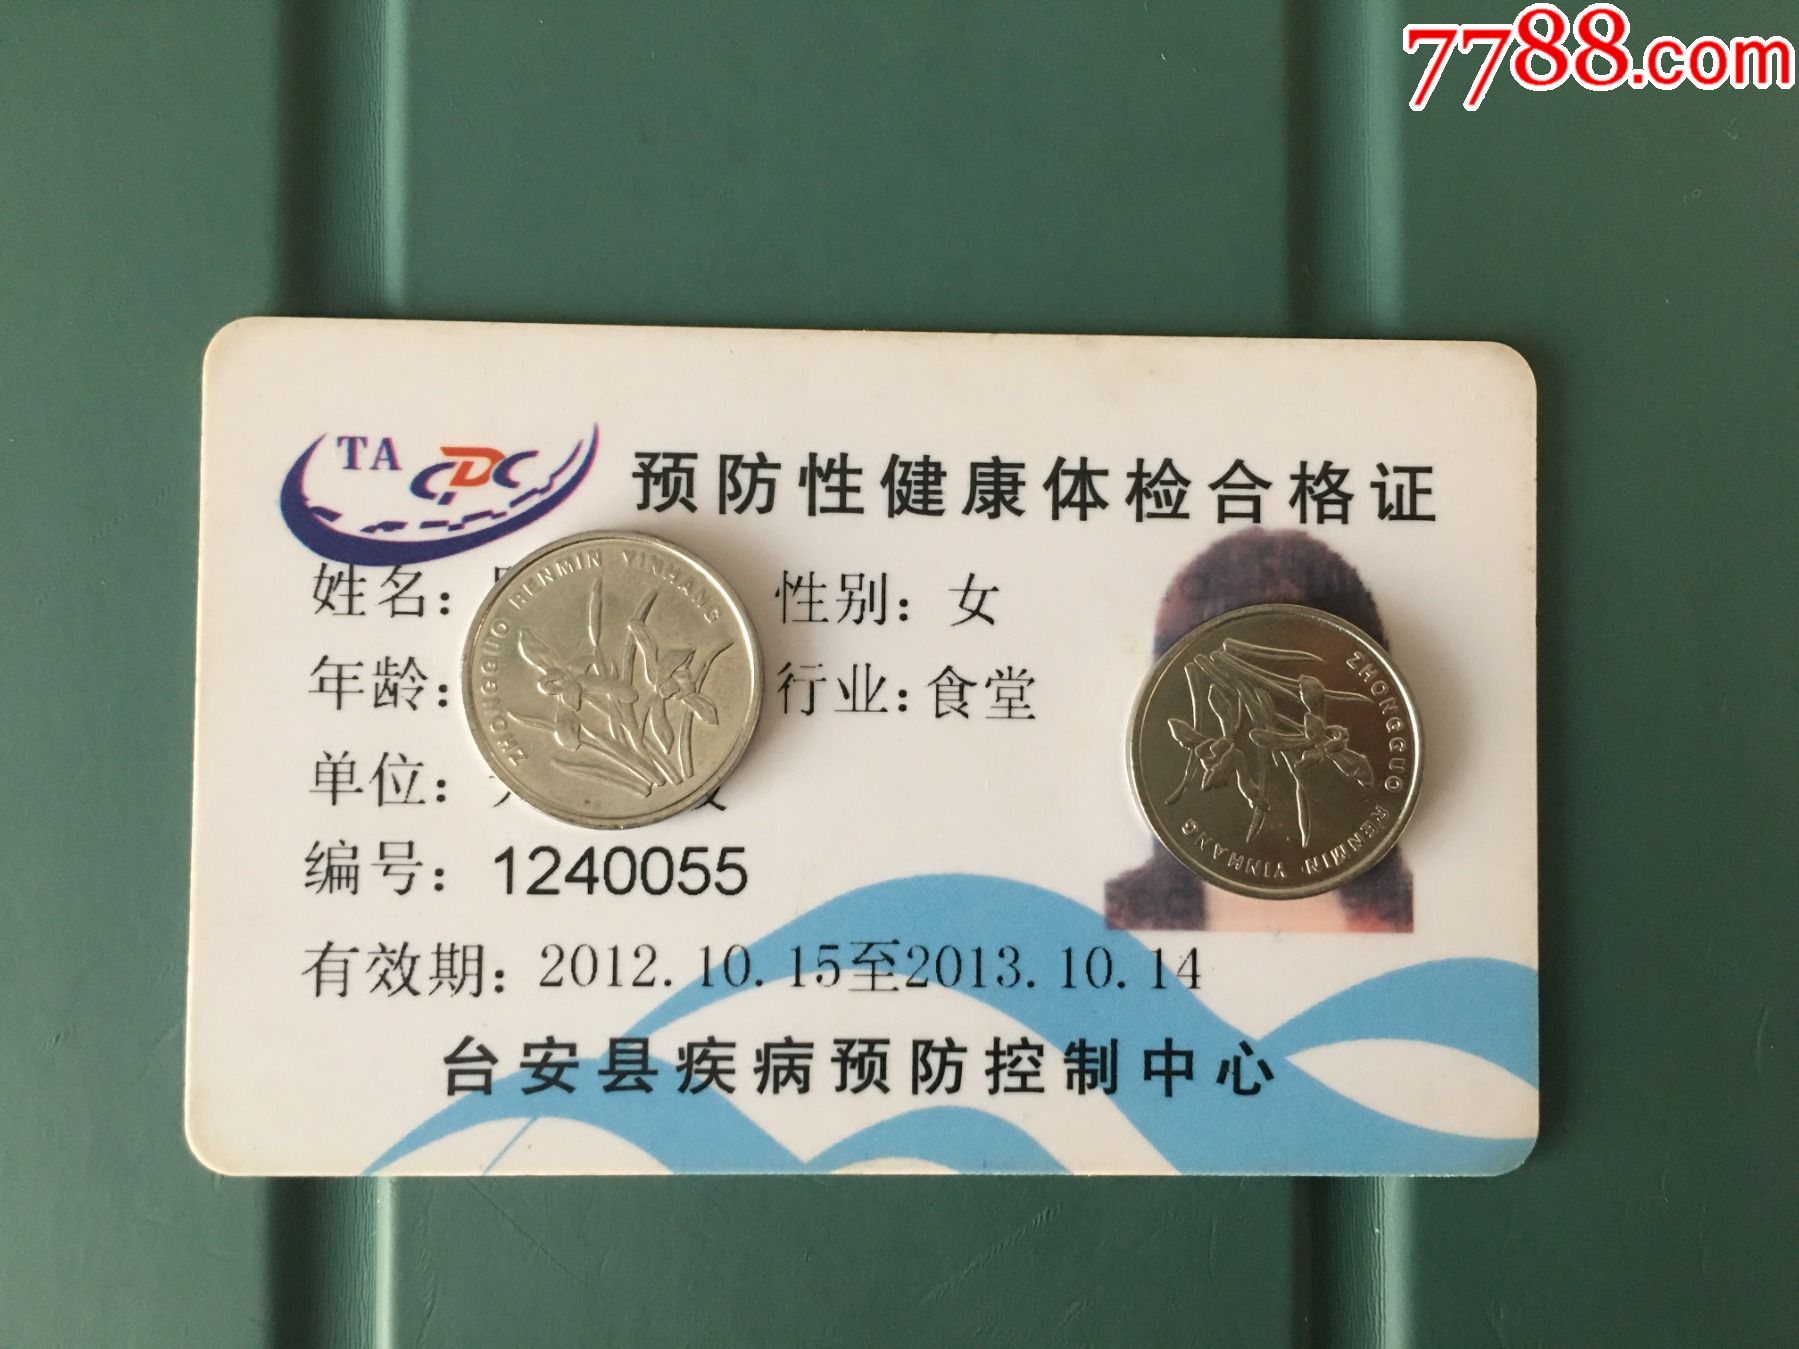 7788.com
TA CDC
预防性健康体检合格证
姓名： 性别：女
年龄： 行业：食堂
单位：
编号：1240055
有效期：2012.10.15至2013.10.14
台安县疾病预防控制中心
ZHONGGUO RENMIN YINHANG
ZHONGGUO RENMIN YINHANG